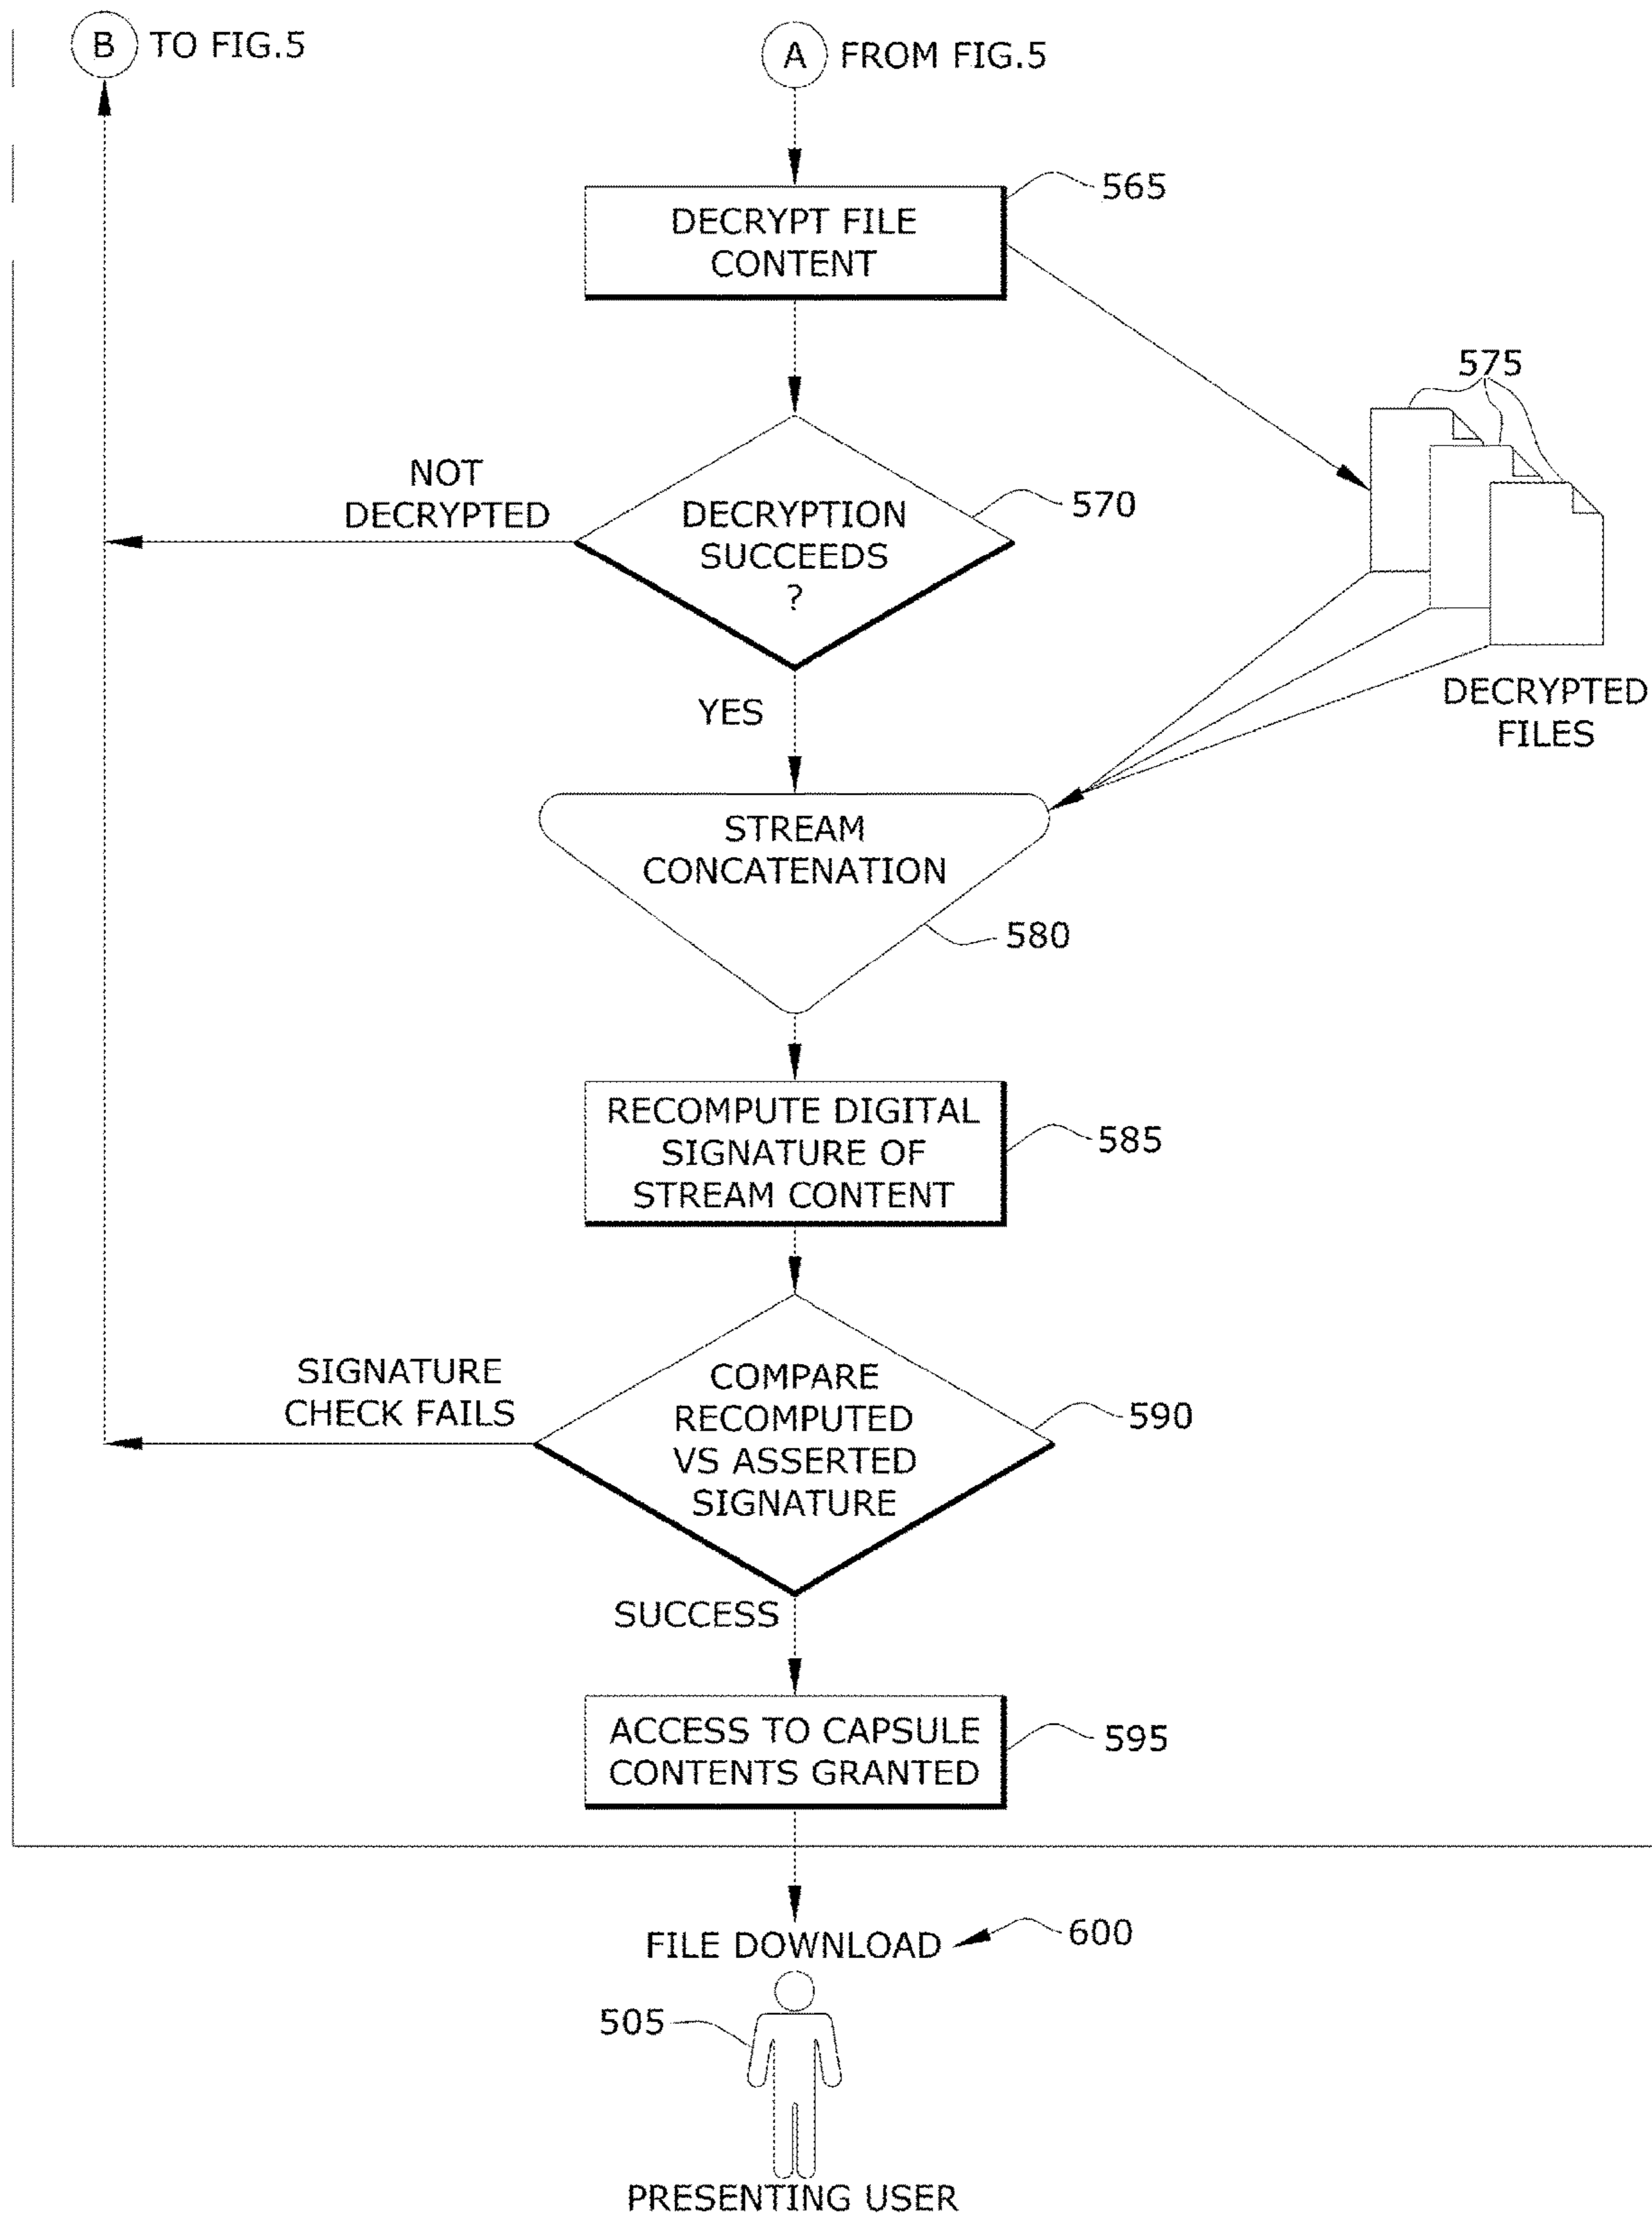 B TO FIG.5
A FROM FIG.5
565
DECRYPT FILE
CONTENT
575
NOT
DECRYPTED
570
DECRYPTION
SUCCEEDS
?
DECRYPTED
FILES
YES
STREAM
CONCATENATION
580
RECOMPUTE DIGITAL
SIGNATURE OF
STREAM CONTENT
585
SIGNATURE
CHECK FAILS
COMPARE
RECOMPUTED
VS ASSERTED
SIGNATURE
590
SUCCESS
ACCESS TO CAPSULE
CONTENTS GRANTED
595
FILE DOWNLOAD
600
505
PRESENTING USER